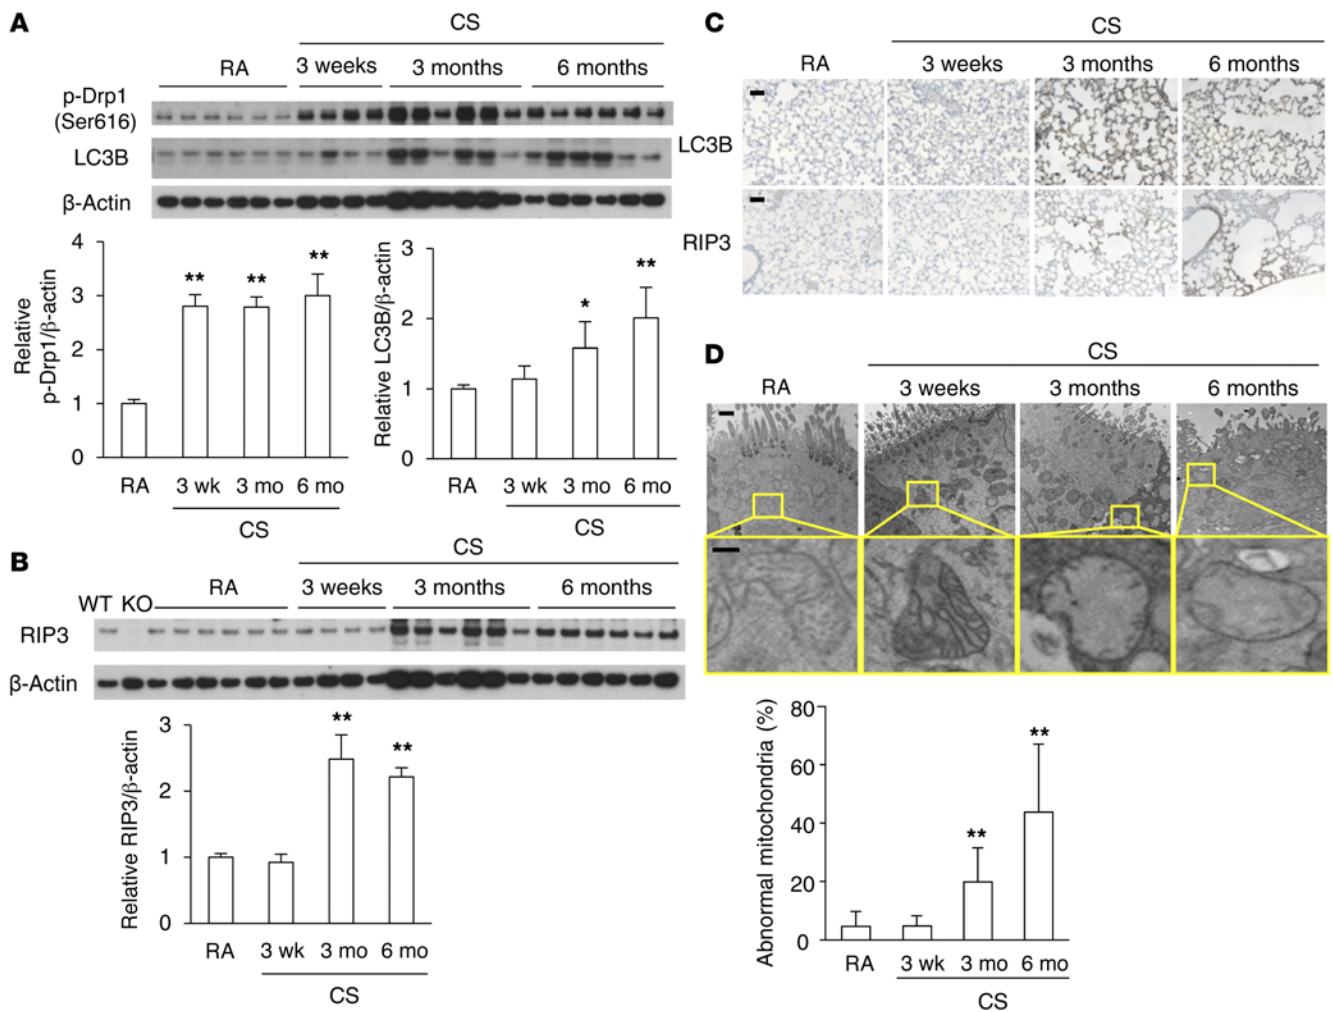 A
CS
RA 3 weeks 3 months 6 months
p-Drp1
(Ser616)
LC3B
β-Actin
Relative
p-Drp1/β-actin
4
3
2
1
0
** ** **
RA 3 wk 3 mo 6 mo
CS
Relative LC3B/β-actin
3
2
1
0
* **
RA 3 wk 3 mo 6 mo
CS
B
CS
WT KO RA 3 weeks 3 months 6 months
RIP3
β-Actin
Relative RIP3/β-actin
3
2
1
0
** **
RA 3 wk 3 mo 6 mo
CS
C
CS
RA 3 weeks 3 months 6 months
LC3B
RIP3
D
CS
RA 3 weeks 3 months 6 months
Abnormal mitochondria (%)
80
60
40
20
0
** **
RA 3 wk 3 mo 6 mo
CS